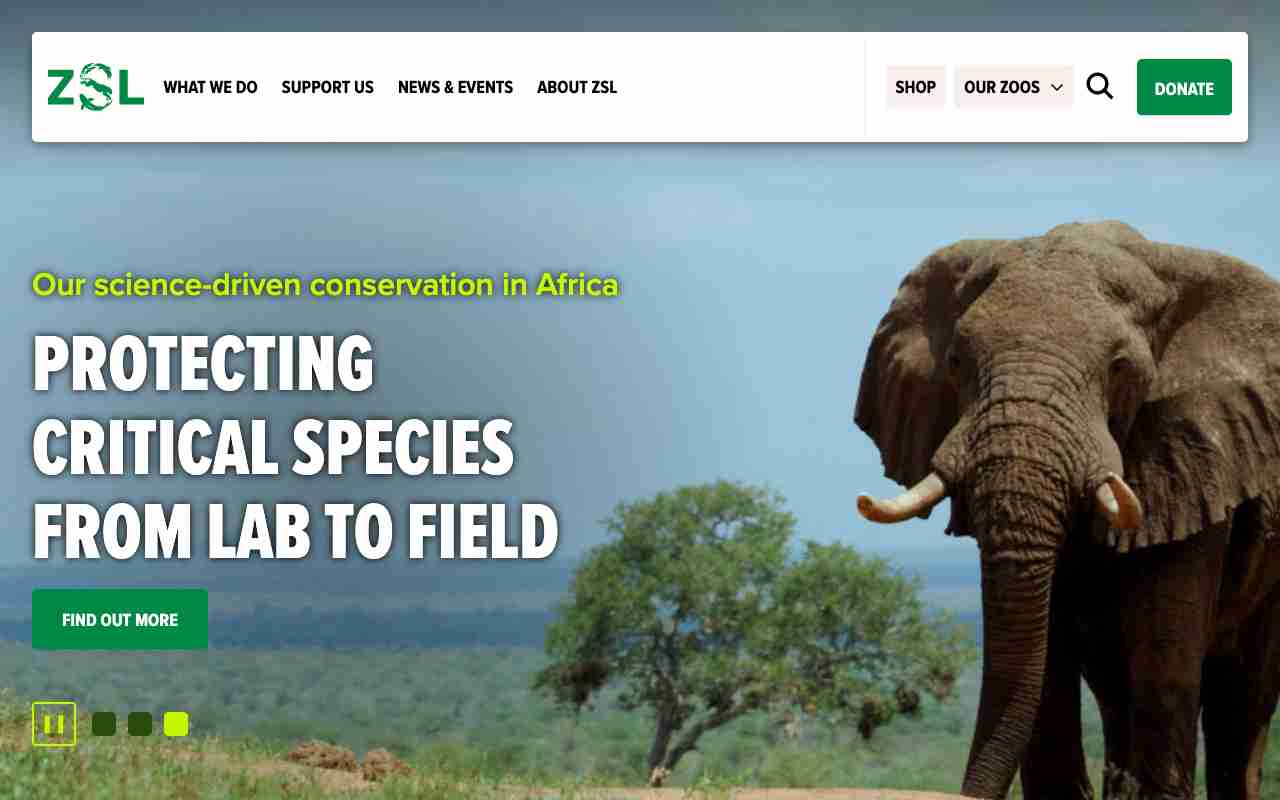 ZSL
WHAT WE DO
SUPPORT US
NEWS & EVENTS
ABOUT ZSL
SHOP
OUR ZOOS
DONATE
Our science-driven conservation in Africa
PROTECTING
CRITICAL SPECIES
FROM LAB TO FIELD
FIND OUT MORE